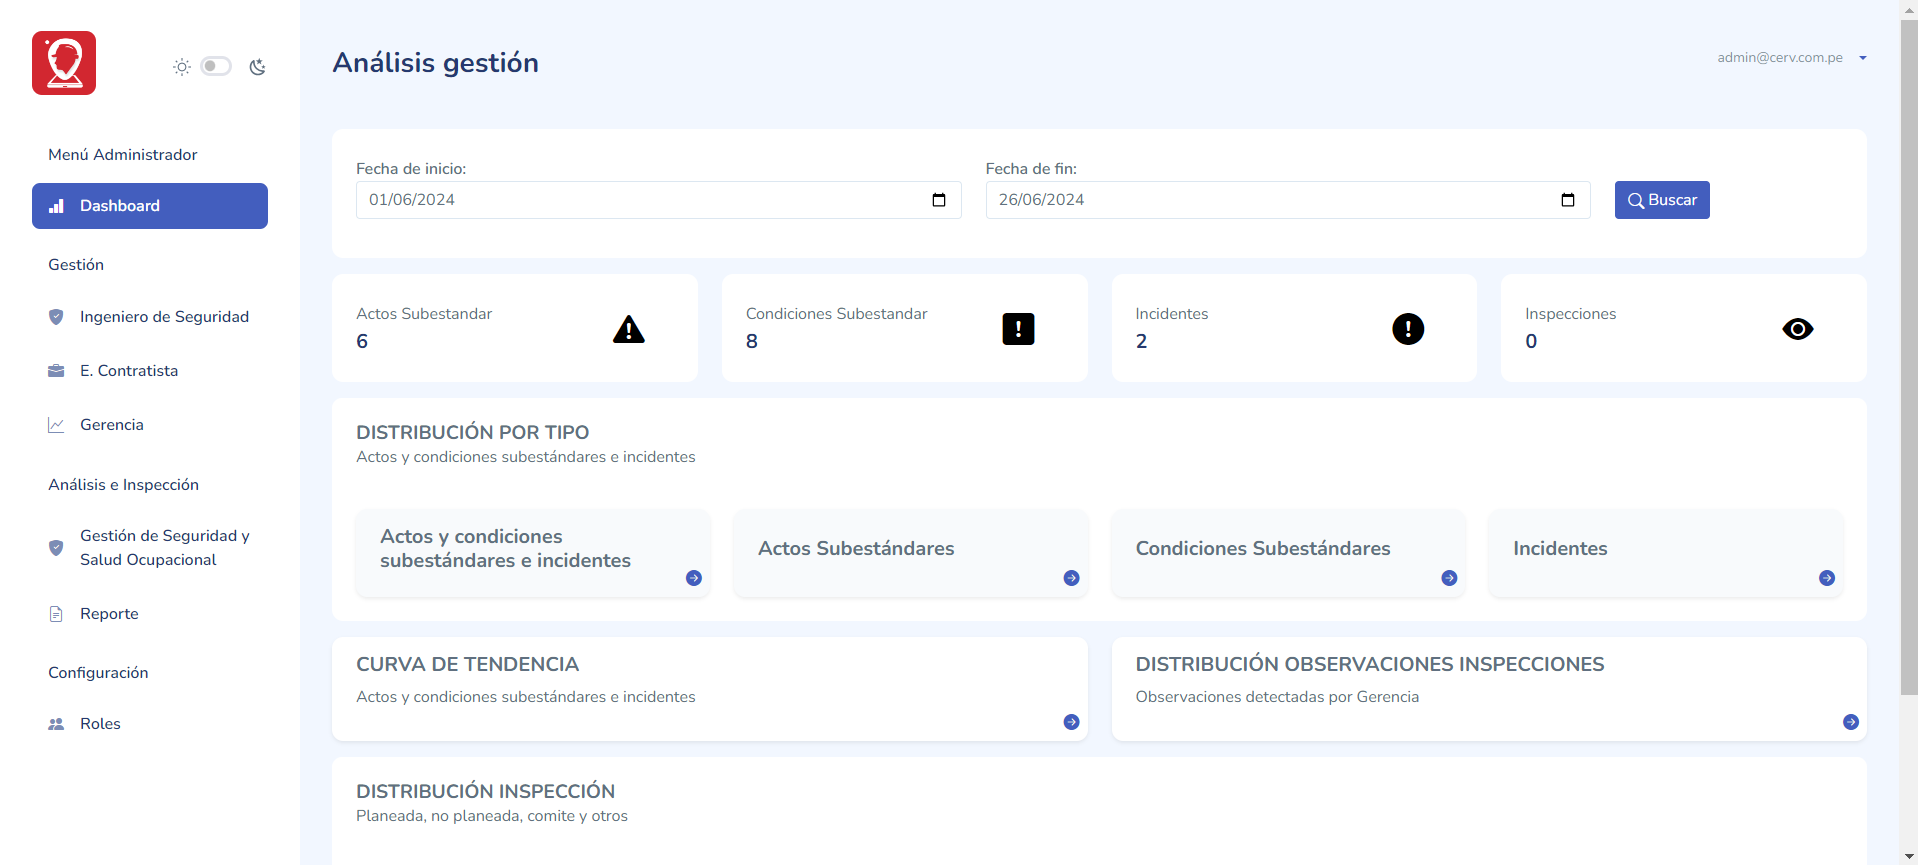 Menú Administrador
Dashboard
Gestión
Ingeniero de Seguridad
E. Contratista
Gerencia
Análisis e Inspección
Gestión de Seguridad y
Salud Ocupacional
Reporte
Configuración
Roles
Análisis gestión
admin@cerv.com.pe
Fecha de inicio:
01/06/2024
Fecha de fin:
26/06/2024
Buscar
Actos Subestandar
6
Condiciones Subestandar
8
Incidentes
2
Inspecciones
0
DISTRIBUCIÓN POR TIPO
Actos y condiciones subestándares e incidentes
Actos y condiciones
subestándares e incidentes
Actos Subestándares
Condiciones Subestándares
Incidentes
CURVA DE TENDENCIA
Actos y condiciones subestándares e incidentes
DISTRIBUCIÓN OBSERVACIONES INSPECCIONES
Observaciones detectadas por Gerencia
DISTRIBUCIÓN INSPECCIÓN
Planeada, no planeada, comite y otros